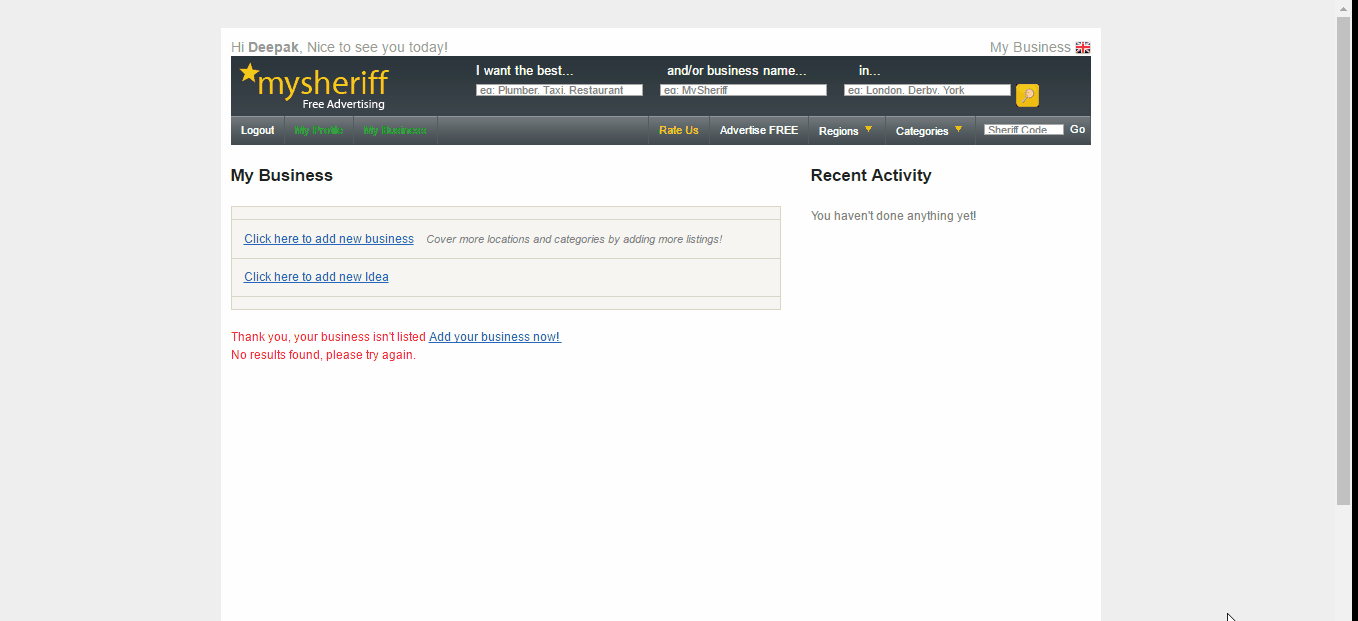 Hi Deepak, Nice to see you today!
My Business
mysheriff
Free Advertising
I want the best...
and/or business name...
in...
eg: Plumber, Taxi, Restaurant
eg: MySheriff
eg: London, Derby, York
Logout
My Profile
My Business
Rate Us
Advertise FREE
Regions
Categories
Sheriff Code
Go
My Business
Recent Activity
You haven't done anything yet!
Click here to add new business Cover more locations and categories by adding more listings!
Click here to add new Idea
Thank you, your business isn't listed Add your business now!
No results found, please try again.